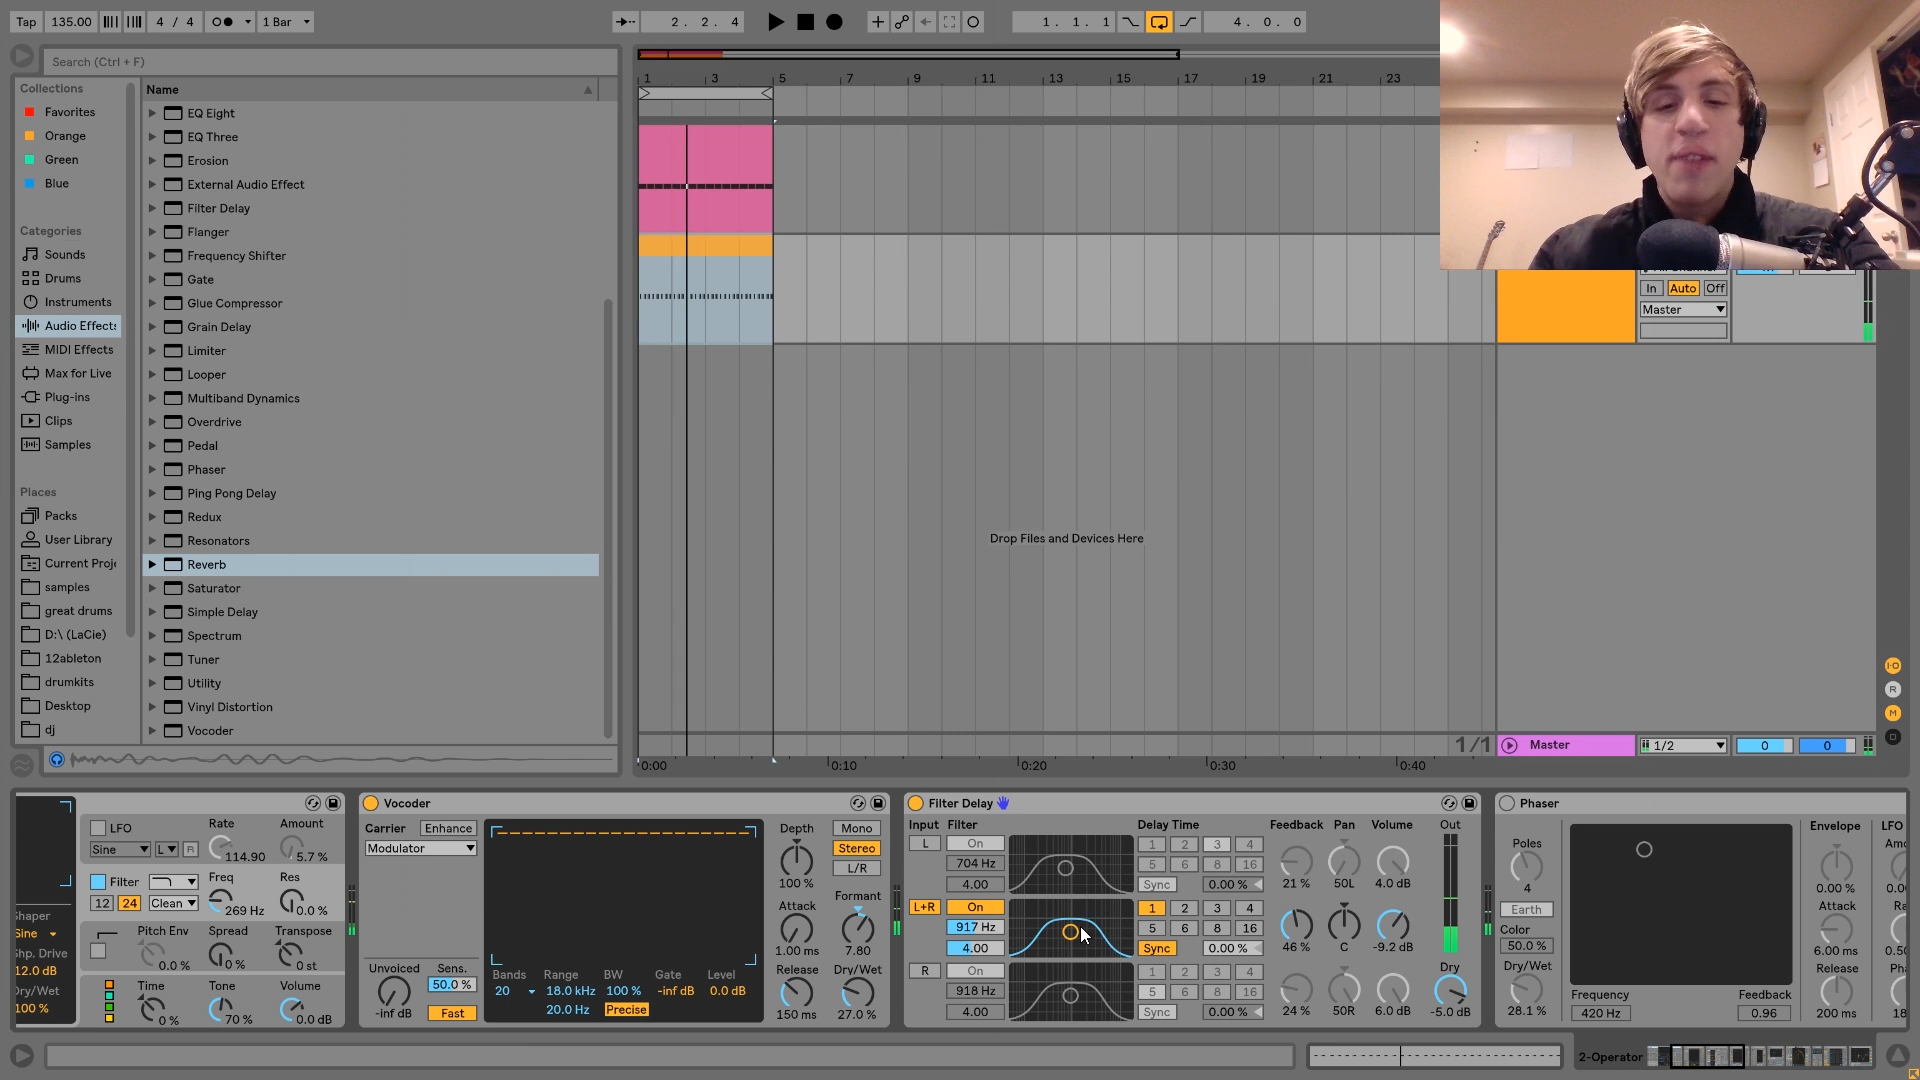 Tap 135.00 4 / 4 1 Bar 2. 2. 4 1. 1. 1 4. 0. 0
Search (Ctrl + F)
Collections
Favorites
Orange
Green
Blue
Categories
Sounds
Drums
Instruments
Audio Effects
MIDI Effects
Max for Live
Plug-ins
Clips
Samples
Places
Packs
User Library
Current Proj
samples
great drums
D:\ (LaCie)
12ableton
drumkits
Desktop
dj
Name
EQ Eight
EQ Three
Erosion
External Audio Effect
Filter Delay
Flanger
Frequency Shifter
Gate
Glue Compressor
Grain Delay
Limiter
Looper
Multiband Dynamics
Overdrive
Pedal
Phaser
Ping Pong Delay
Redux
Resonators
Reverb
Saturator
Simple Delay
Spectrum
Tuner
Utility
Vinyl Distortion
Vocoder
1 3 5 7 9 11 13 15 17 19 21 23
Drop Files and Devices Here
In Auto Off
Master
R
M
1/1
Master 1/2 0 0
0:00 0:10 0:20 0:30 0:40
LFO Rate Amount
Sine L R 114.90 5.7 %
Filter Freq Res
12 24 Clean 269 Hz 0.0 %
Shaper
Sine
Shp. Drive
12.0 dB
Dry/Wet
100 %
Pitch Env Spread Transpose
0.0 % 0 % 0 st
Time Tone Volume
0 % 70 % 0.0 dB
Vocoder
Carrier Enhance
Modulator
Unvoiced Sens.
50.0 %
-inf dB Fast
Bands Range BW Gate Level
20 18.0 kHz 100 % -inf dB 0.0 dB
20.0 Hz Precise
Depth Mono
Stereo
100 % L/R
Attack Formant
1.00 ms 7.80
Release Dry/Wet
150 ms 27.0 %
Filter Delay
Input Filter Delay Time Feedback Pan Volume Out
L On 1 2 3 4
704 Hz 5 6 8 16
4.00 Sync 0.00 % 21 % 50L 4.0 dB
L+R On 1 2 3 4
917 Hz 5 6 8 16
4.00 Sync 0.00 % 46 % C -9.2 dB
R On 1 2 3 4 Dry
918 Hz 5 6 8 16
4.00 Sync 0.00 % 24 % 50R 6.0 dB -5.0 dB
Phaser
Poles
4
Earth
Color
50.0 %
Dry/Wet
28.1 %
Frequency Feedback
420 Hz 0.96
Envelope LFO
0.00 %
Attack
6.00 ms
Release
200 ms
2-Operator